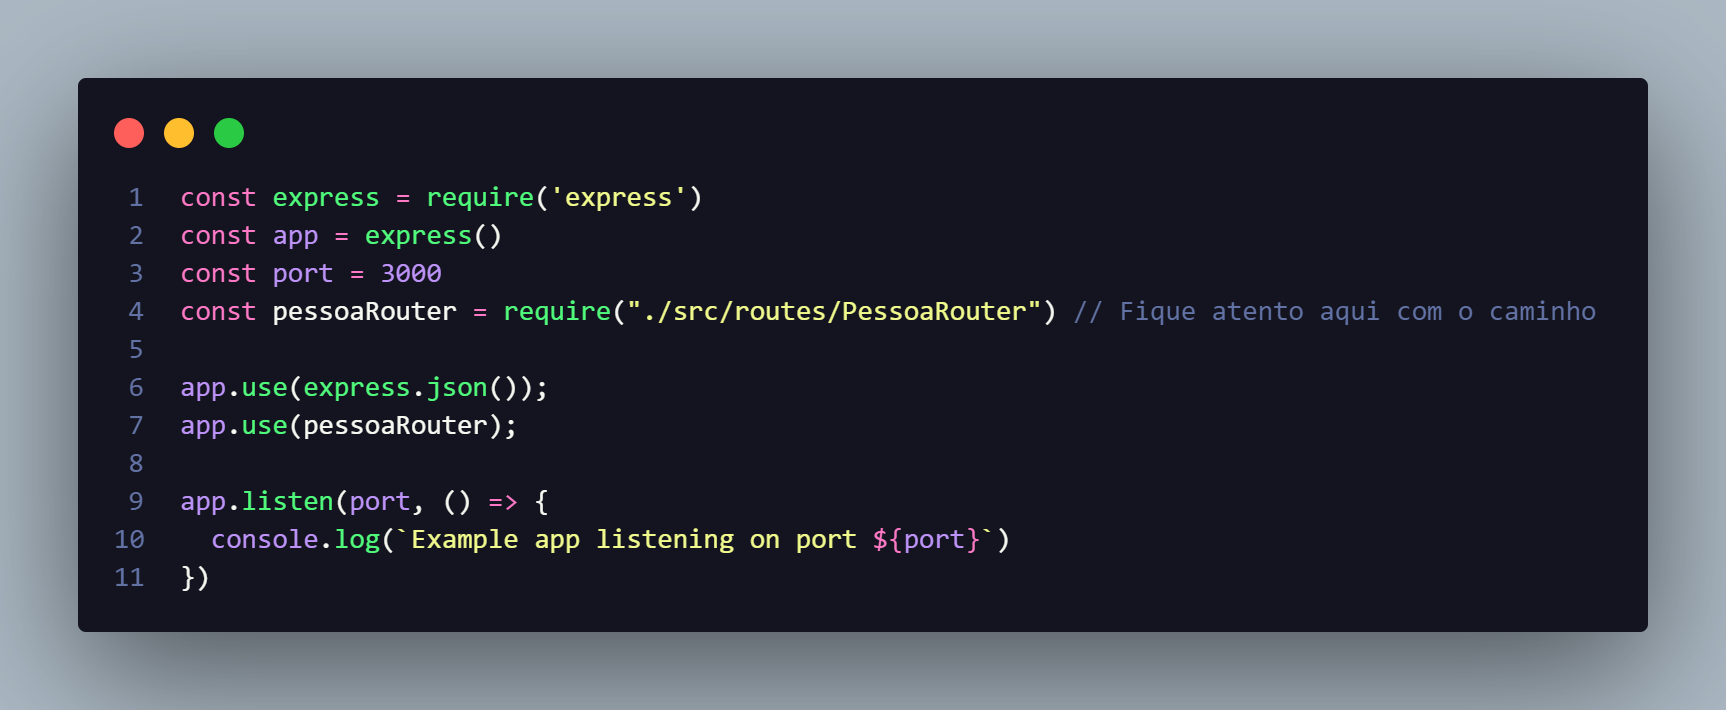 1 const express = require('express')
2 const app = express()
3 const port = 3000
4 const pessoaRouter = require("./src/routes/PessoaRouter") // Fique atento aqui com o caminho
5
6 app.use(express.json());
7 app.use(pessoaRouter);
8
9 app.listen(port, () => {
10   console.log(`Example app listening on port ${port}`)
11 })